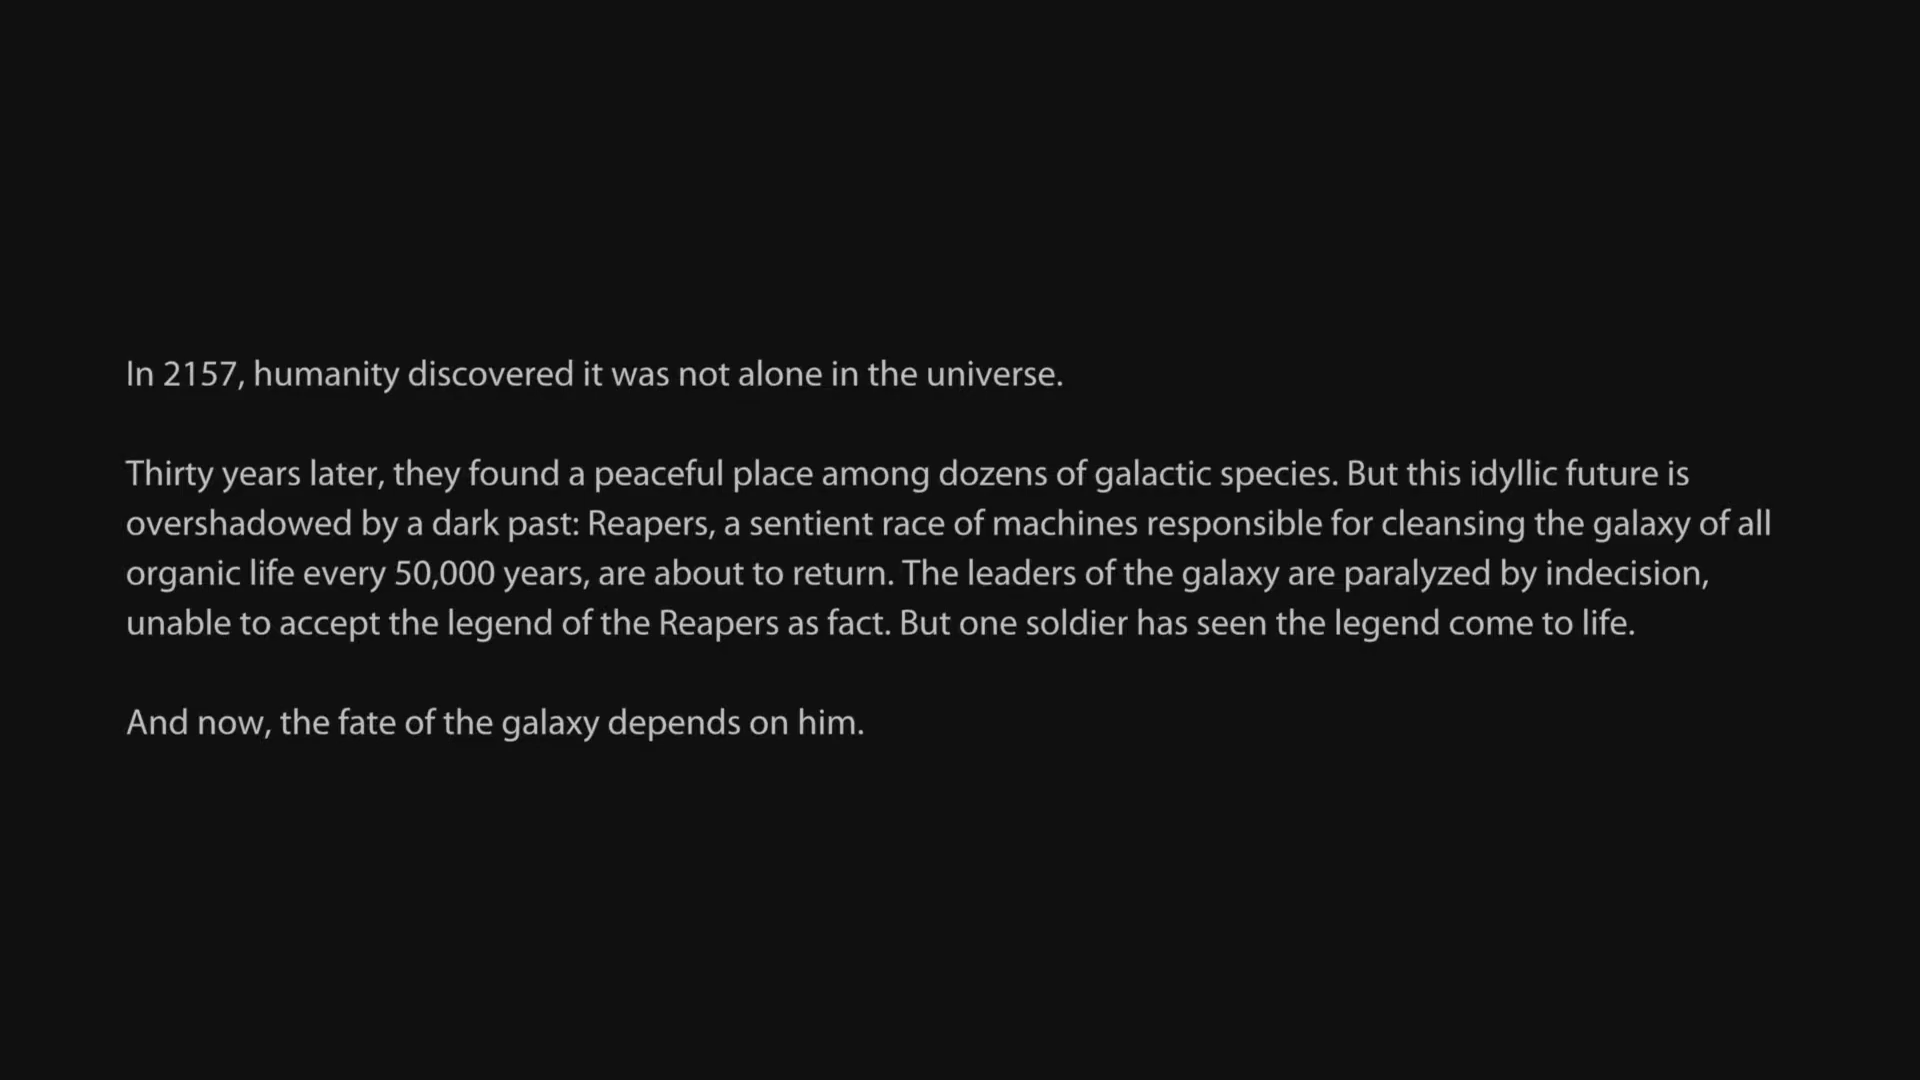 In 2157, humanity discovered it was not alone in the universe.
Thirty years later, they found a peaceful place among dozens of galactic species. But this idyllic future is
overshadowed by a dark past: Reapers, a sentient race of machines responsible for cleansing the galaxy of all
organic life every 50,000 years, are about to return. The leaders of the galaxy are paralyzed by indecision,
unable to accept the legend of the Reapers as fact. But one soldier has seen the legend come to life.
And now, the fate of the galaxy depends on him.